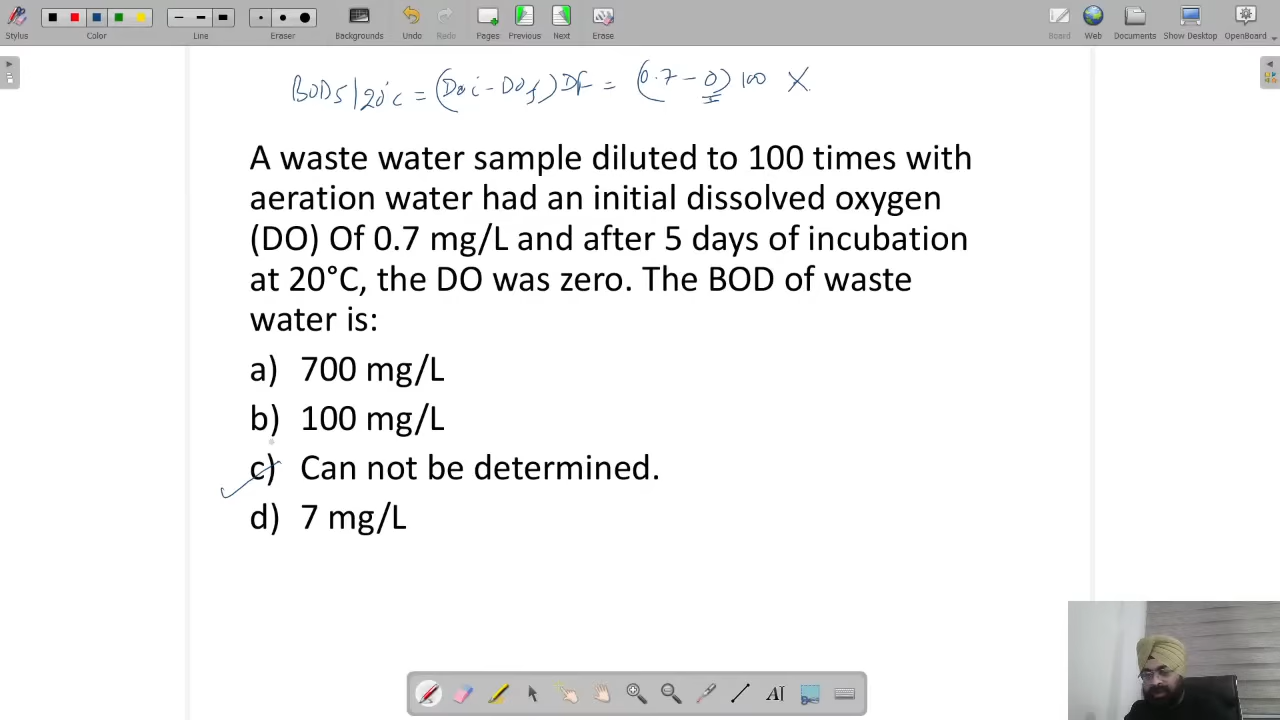 Stylus
Color
Line
Eraser
Backgrounds
Undo
Redo
Pages
Previous
Next
Erase
Board
Web
Documents
Show Desktop
OpenBoard
BOD5|20°C = (DOi - DOf) DF = (0.7 - 0) 100 X
A waste water sample diluted to 100 times with
aeration water had an initial dissolved oxygen
(DO) Of 0.7 mg/L and after 5 days of incubation
at 20°C, the DO was zero. The BOD of waste
water is:
a) 700 mg/L
b) 100 mg/L
c) Can not be determined.
d) 7 mg/L